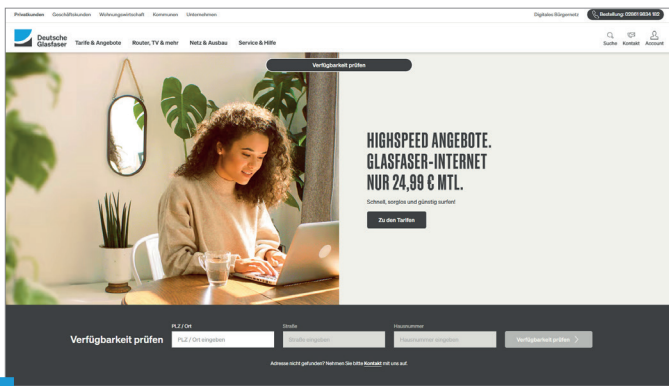 Privatkunden Geschäftskunden Wohnungswirtschaft Kommunen Unternehmen Digitales Bürgernetz Bestellung: 02861 9834 182
Deutsche Glasfaser
Tarife & Angebote Router, TV & mehr Netz & Ausbau Service & Hilfe Suche Kontakt Account
Verfügbarkeit prüfen
HIGHSPEED ANGEBOTE.
GLASFASER-INTERNET
NUR 24,99 € MTL.
Schnell, sorglos und günstig surfen!
Zu den Tarifen
PLZ / Ort Straße Hausnummer
Verfügbarkeit prüfen PLZ / Ort eingeben Straße eingeben Hausnummer eingeben Verfügbarkeit prüfen
Adresse nicht gefunden? Nehmen Sie bitte Kontakt mit uns auf.